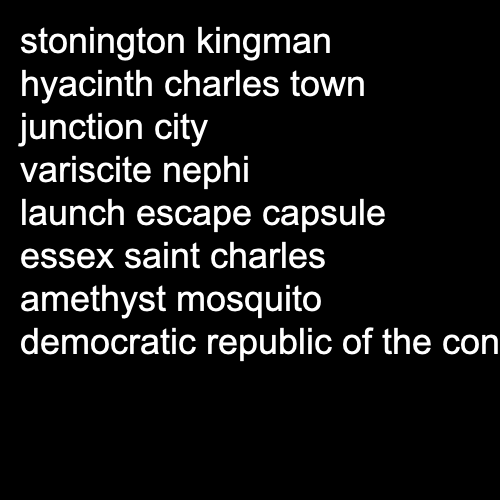 stonington kingman
hyacinth charles town
junction city
variscite nephi
launch escape capsule
essex saint charles
amethyst mosquito
democratic republic of the con